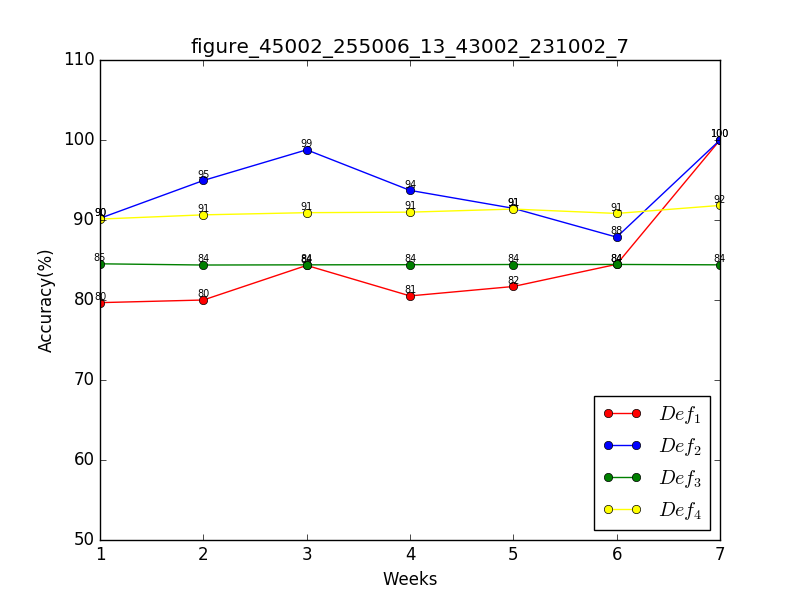 figure_45002_255006_13_43002_231002_7
110
100
90
80
70
60
50
Accuracy(%)
1 2 3 4 5 6 7
Weeks
80 80 84 81 82 84 100
90 95 99 94 91 88 100
85 84 84 84 84 84 84
90 91 91 91 91 91 92
Def1
Def2
Def3
Def4